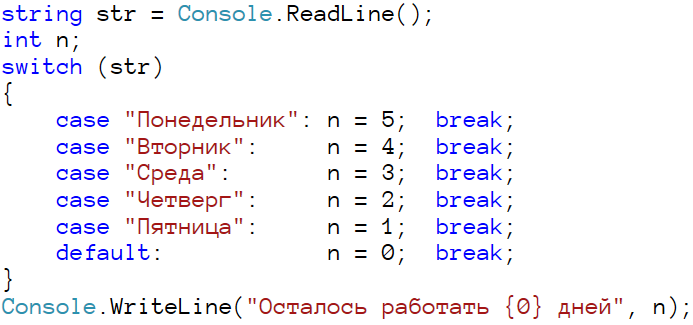 string str = Console.ReadLine();
int n;
switch (str)
{
    case "Понедельник": n = 5;  break;
    case "Вторник":     n = 4;  break;
    case "Среда":       n = 3;  break;
    case "Четверг":     n = 2;  break;
    case "Пятница":     n = 1;  break;
    default:            n = 0;  break;
}
Console.WriteLine("Осталось работать {0} дней", n);